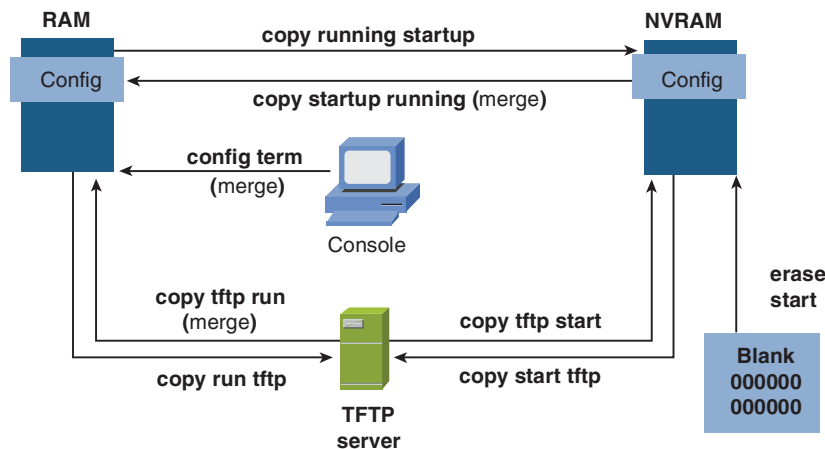 RAM
NVRAM
copy running startup
Config
Config
copy startup running (merge)
config term
(merge)
Console
erase
start
copy tftp run
(merge)
copy tftp start
copy run tftp
copy start tftp
Blank
000000
000000
TFTP
server